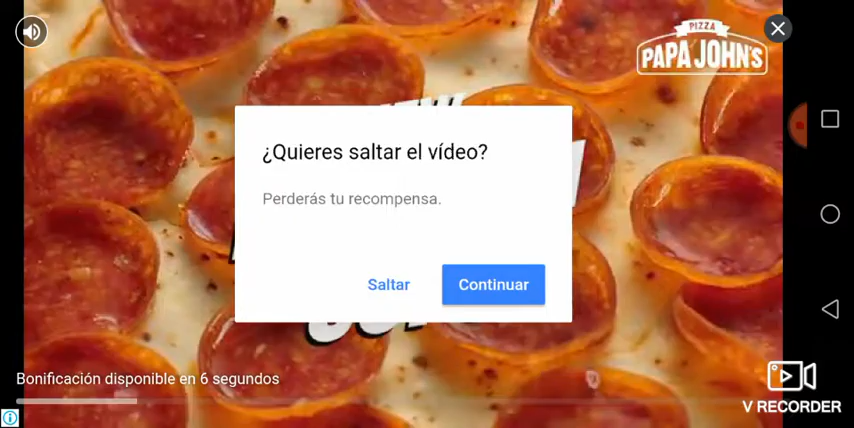 PIZZA
PAPA JOHN'S
¿Quieres saltar el vídeo?
Perderás tu recompensa.
Saltar
Continuar
Bonificación disponible en 6 segundos
V RECORDER